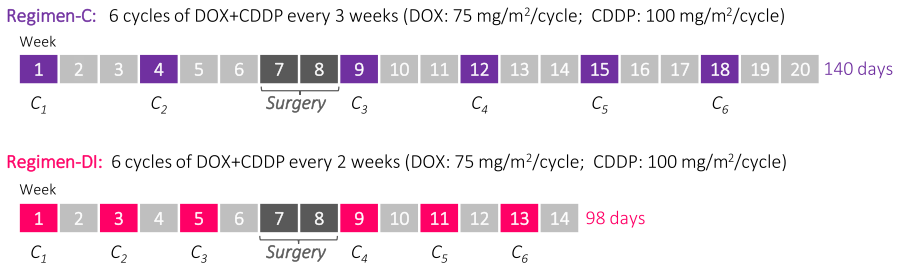 Regimen-C: 6 cycles of DOX+CDDP every 3 weeks (DOX: 75 mg/m²/cycle; CDDP: 100 mg/m²/cycle)
Week
1 2 3 4 5 6 7 8 9 10 11 12 13 14 15 16 17 18 19 20 140 days
C₁ C₂ Surgery C₃ C₄ C₅ C₆
Regimen-DI: 6 cycles of DOX+CDDP every 2 weeks (DOX: 75 mg/m²/cycle; CDDP: 100 mg/m²/cycle)
Week
1 2 3 4 5 6 7 8 9 10 11 12 13 14 98 days
C₁ C₂ C₃ Surgery C₄ C₅ C₆